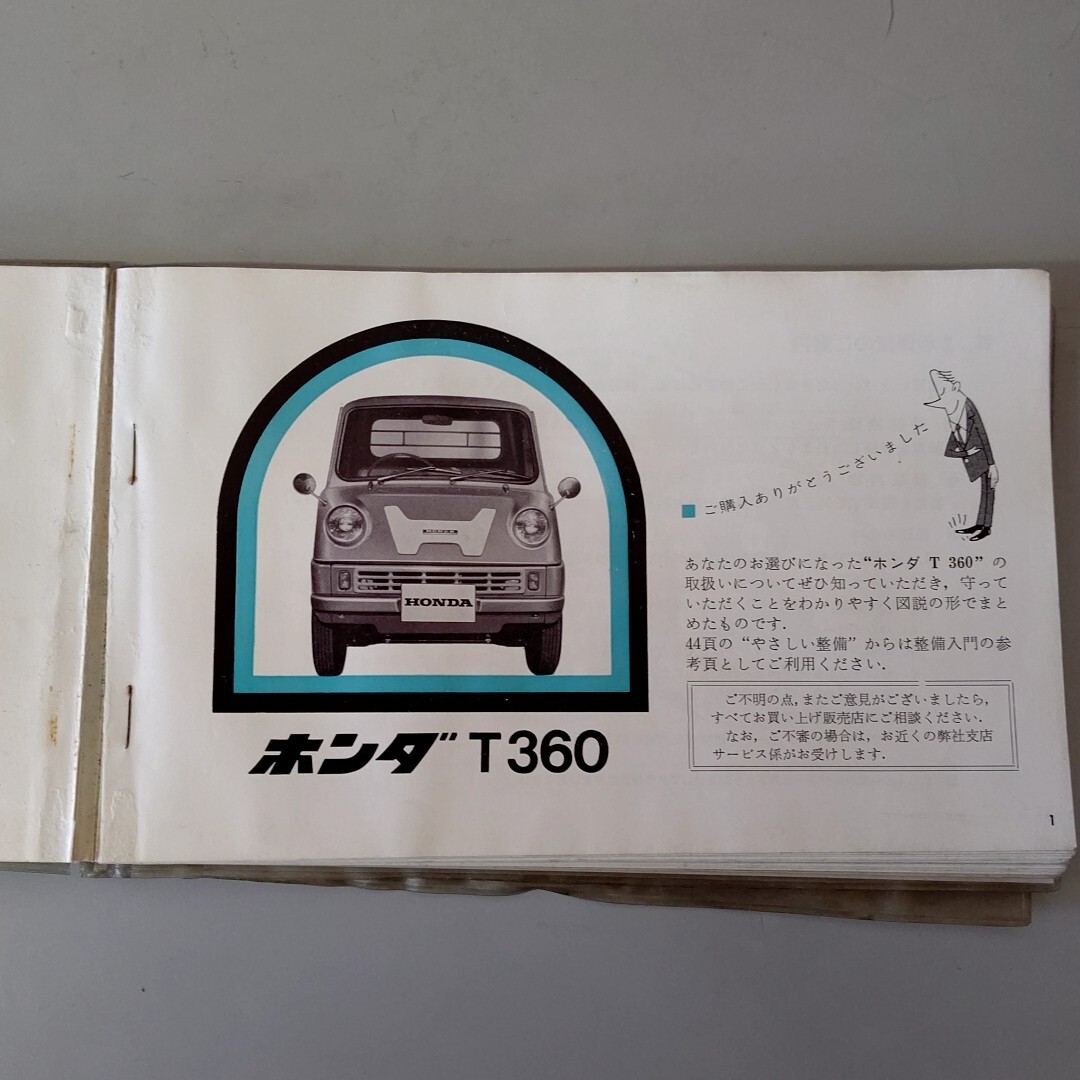 HONDA
HONDA
ホンダ T360
■ ご購入ありがとうございました
あなたのお選びになった“ホンダ T 360”の
取扱いについてぜひ知っていただき，守って
いただくことをわかりやすく図説の形でまと
めたものです．
44頁の“やさしい整備”からは整備入門の参
考頁としてご利用ください．
ご不明の点，またご意見がございましたら，
すべてお買い上げ販売店にご相談ください．
なお，ご不審の場合は，お近くの弊社支店
サービス係がお受けします．
1